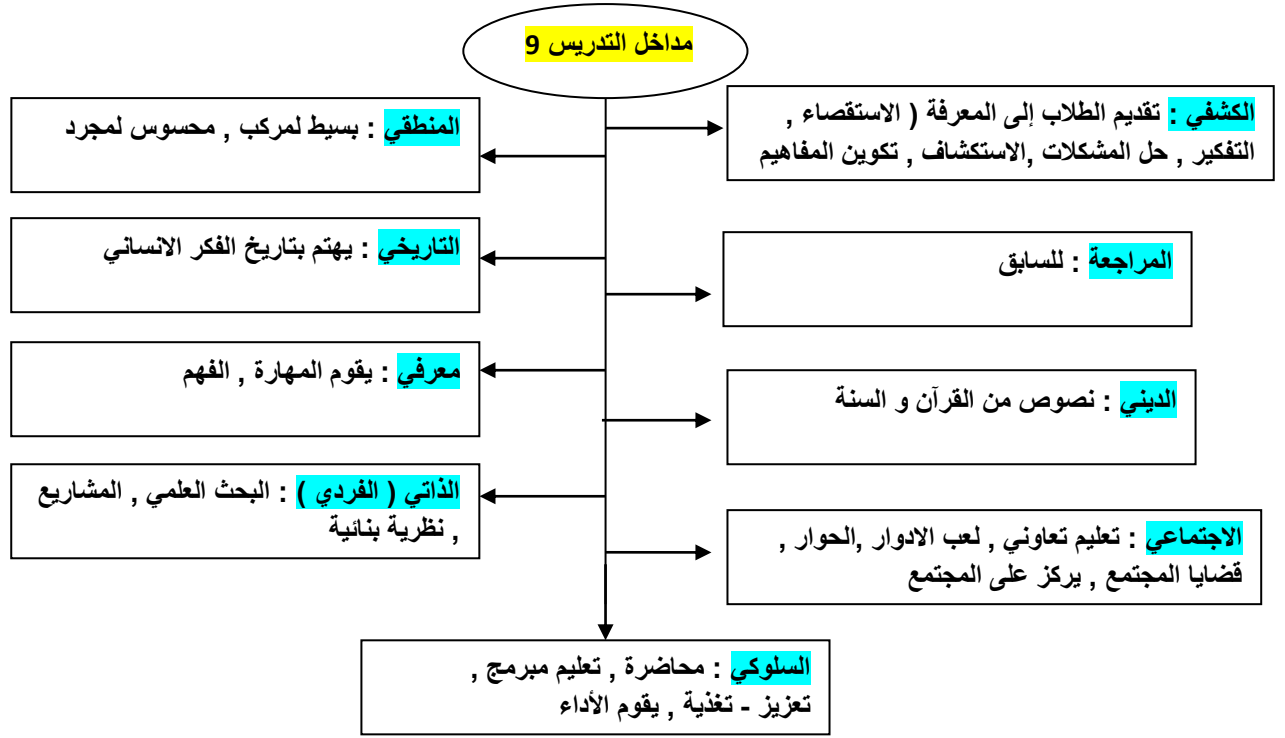 مداخل التدريس 9
الكشفي : تقديم الطلاب إلى المعرفة ( الاستقصاء ,
التفكير , حل المشكلات ,الاستكشاف , تكوين المفاهيم
المنطقي : بسيط لمركب , محسوس لمجرد
المراجعة : للسابق
التاريخي : يهتم بتاريخ الفكر الانساني
الديني : نصوص من القرآن و السنة
معرفي : يقوم المهارة , الفهم
الاجتماعي : تعليم تعاوني , لعب الادوار ,الحوار ,
قضايا المجتمع , يركز على المجتمع
الذاتي ( الفردي ) : البحث العلمي , المشاريع
, نظرية بنائية
السلوكي : محاضرة , تعليم مبرمج ,
تعزيز - تغذية , يقوم الأداء